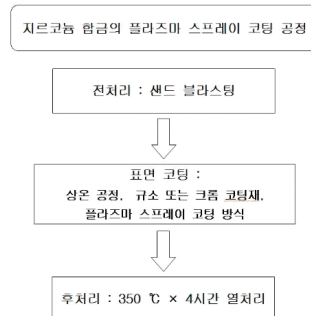 지르코늄 합금의 플라즈마 스프레이 코팅 공정
전처리 : 샌드 블라스팅
표면 코팅 :
상온 공정, 규소 또는 크롬 코팅재,
플라즈마 스프레이 코팅 방식
후처리 : 350 ℃ × 4시간 열처리